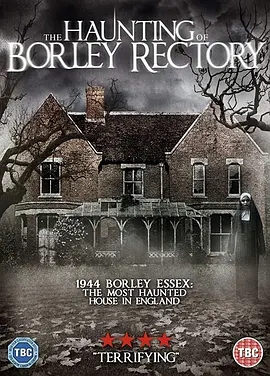 THE HAUNTING OF
BORLEY RECTORY
1944 BORLEY ESSEX:
THE MOST HAUNTED
HOUSE IN ENGLAND
"TERRIFYING"
TBC
TBC